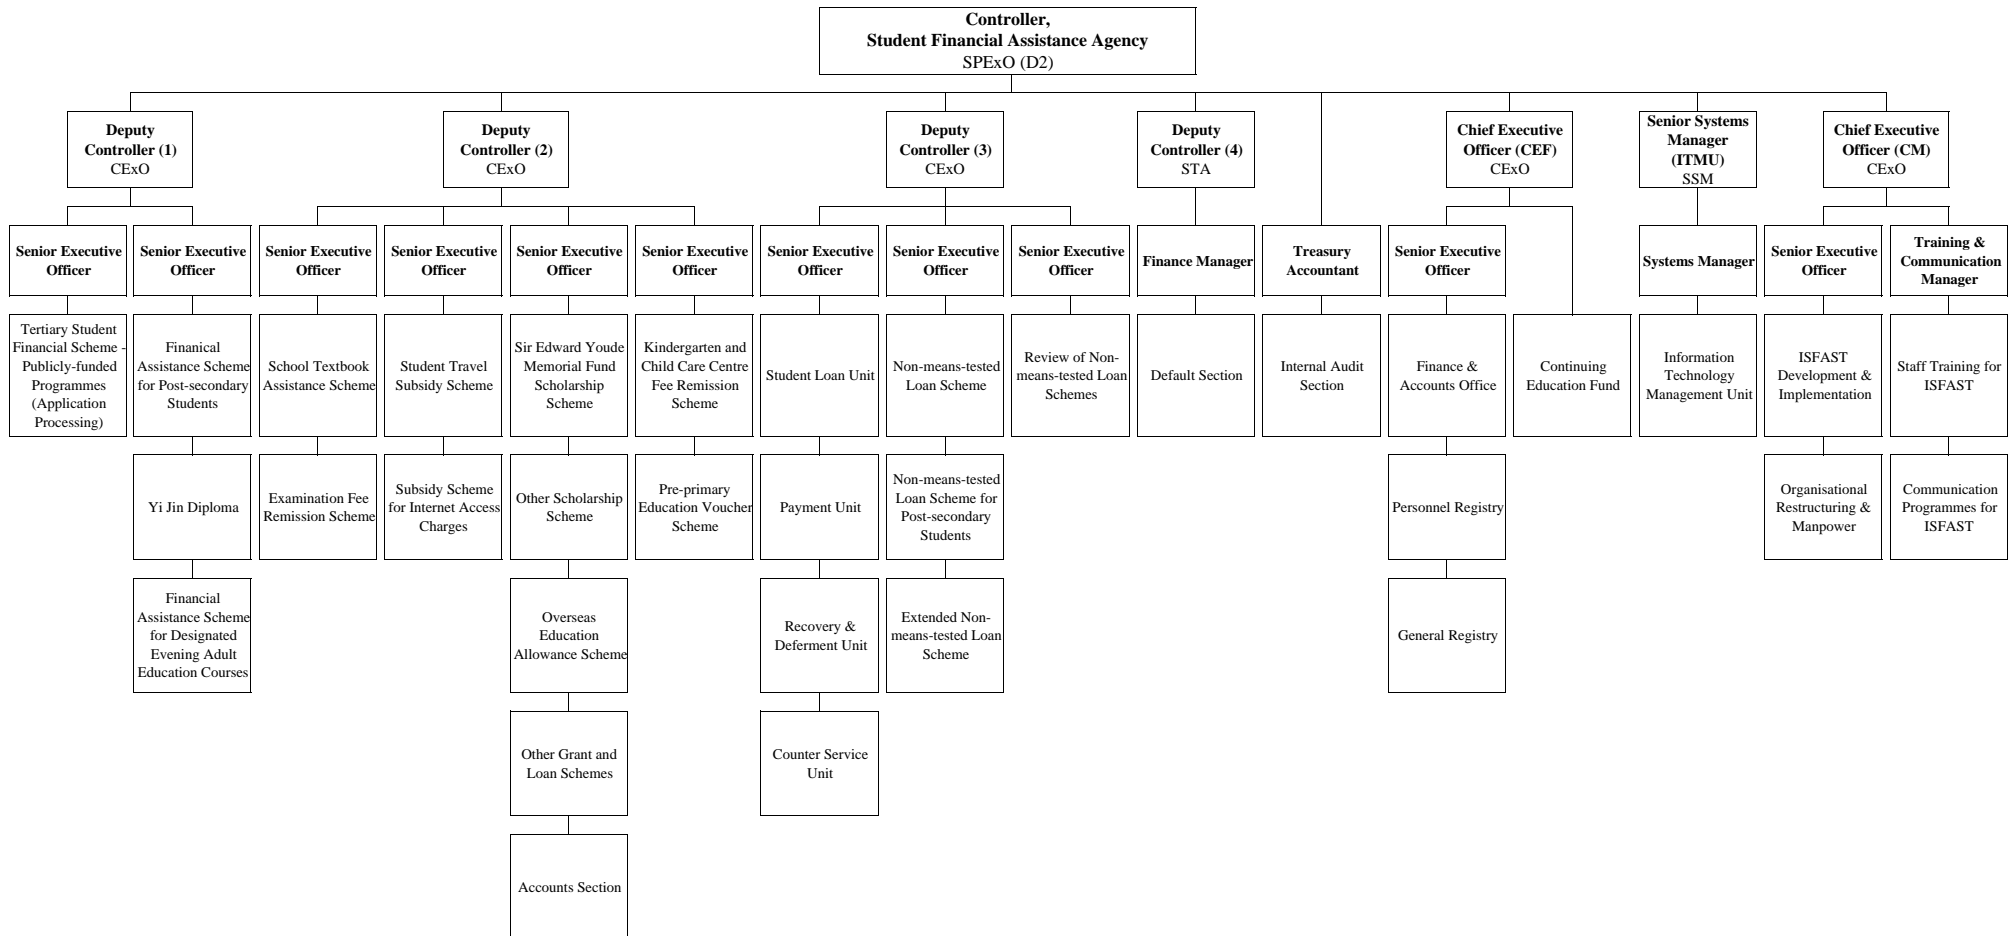 Controller,
Student Financial Assistance Agency
SPExO (D2)
Deputy
Controller (1)
CExO
Deputy
Controller (2)
CExO
Deputy
Controller (3)
CExO
Deputy
Controller (4)
STA
Chief Executive
Officer (CEF)
CExO
Senior Systems
Manager
(ITMU)
SSM
Chief Executive
Officer (CM)
CExO
Senior Executive
Officer
Senior Executive
Officer
Senior Executive
Officer
Senior Executive
Officer
Senior Executive
Officer
Senior Executive
Officer
Senior Executive
Officer
Senior Executive
Officer
Senior Executive
Officer
Finance Manager
Treasury
Accountant
Senior Executive
Officer
Systems Manager
Senior Executive
Officer
Training &
Communication
Manager
Tertiary Student
Financial Scheme -
Publicly-funded
Programmes
(Application
Processing)
Finanical
Assistance Scheme
for Post-secondary
Students
School Textbook
Assistance Scheme
Student Travel
Subsidy Scheme
Sir Edward Youde
Memorial Fund
Scholarship
Scheme
Kindergarten and
Child Care Centre
Fee Remission
Scheme
Student Loan Unit
Non-means-tested
Loan Scheme
Review of Non-
means-tested Loan
Schemes
Default Section
Internal Audit
Section
Finance &
Accounts Office
Continuing
Education Fund
Information
Technology
Management Unit
ISFAST
Development &
Implementation
Staff Training for
ISFAST
Yi Jin Diploma
Examination Fee
Remission Scheme
Subsidy Scheme
for Internet Access
Charges
Other Scholarship
Scheme
Pre-primary
Education Voucher
Scheme
Payment Unit
Non-means-tested
Loan Scheme for
Post-secondary
Students
Personnel Registry
Organisational
Restructuring &
Manpower
Communication
Programmes for
ISFAST
Financial
Assistance Scheme
for Designated
Evening Adult
Education Courses
Overseas
Education
Allowance Scheme
Recovery &
Deferment Unit
Extended Non-
means-tested Loan
Scheme
General Registry
Other Grant and
Loan Schemes
Counter Service
Unit
Accounts Section